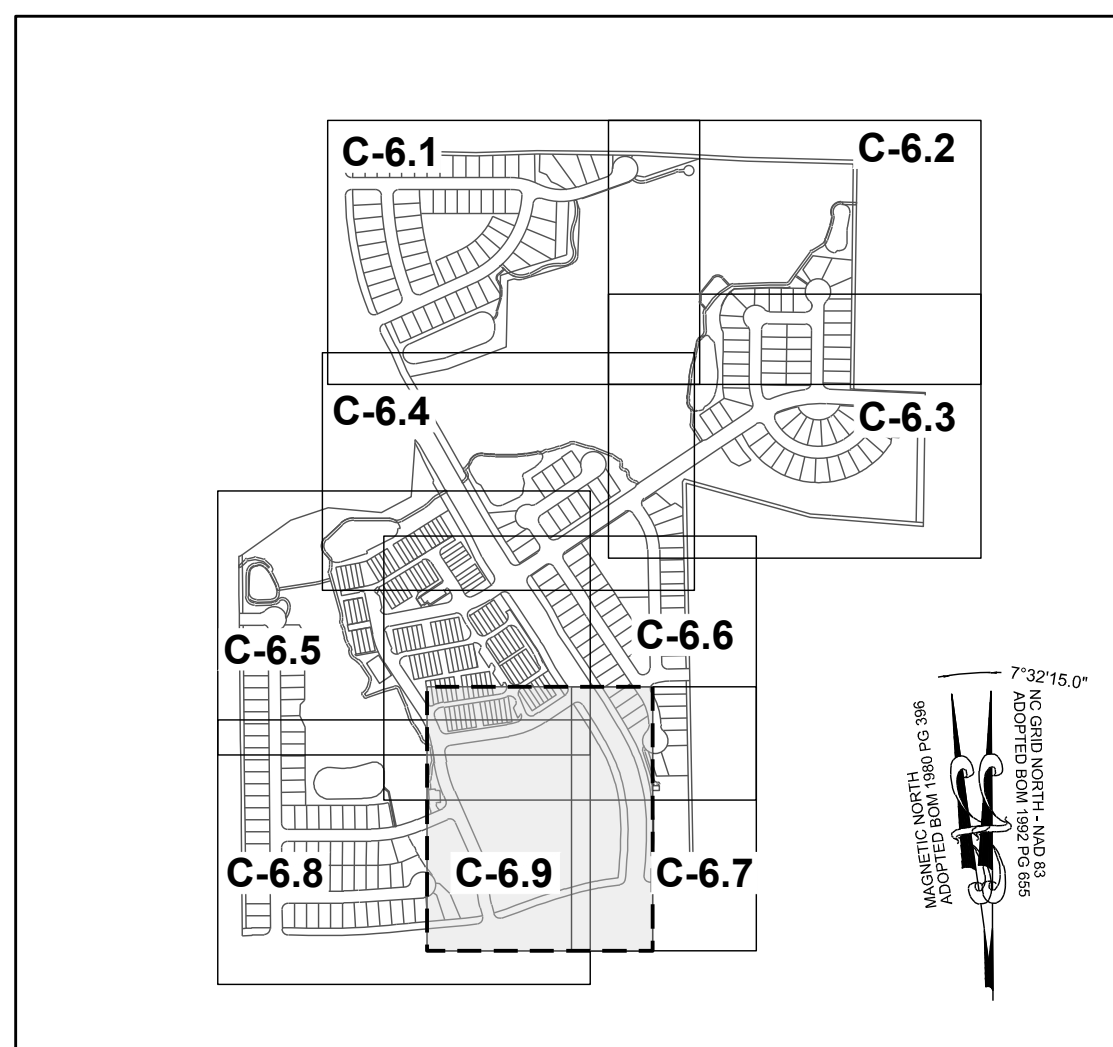 C-6.1
C-6.2
C-6.4
C-6.3
C-6.5
C-6.6
7°32'15.0"
MAGNETIC NORTH
ADOPTED BOM 1980 PG 396
NC GRID NORTH - NAD 83
ADOPTED BOM 1992 PG 655
C-6.8
C-6.9
C-6.7